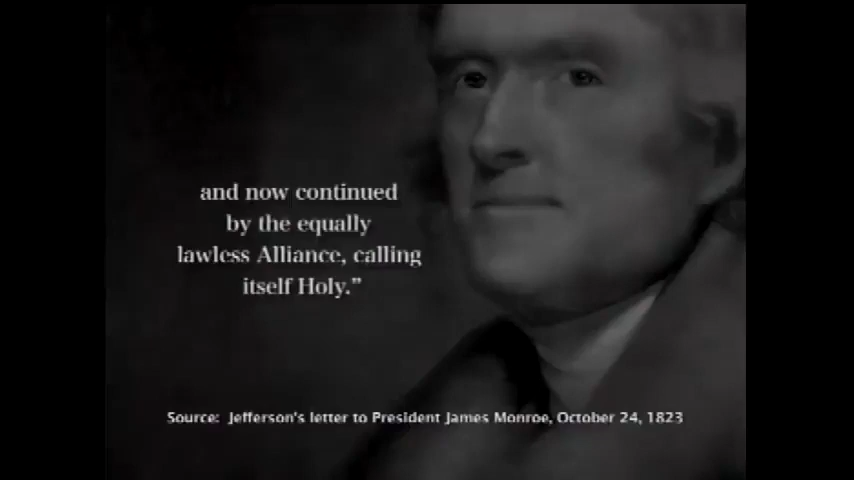 and now continued
by the equally
lawless Alliance, calling
itself Holy.”
Source: Jefferson's letter to President James Monroe, October 24, 1823